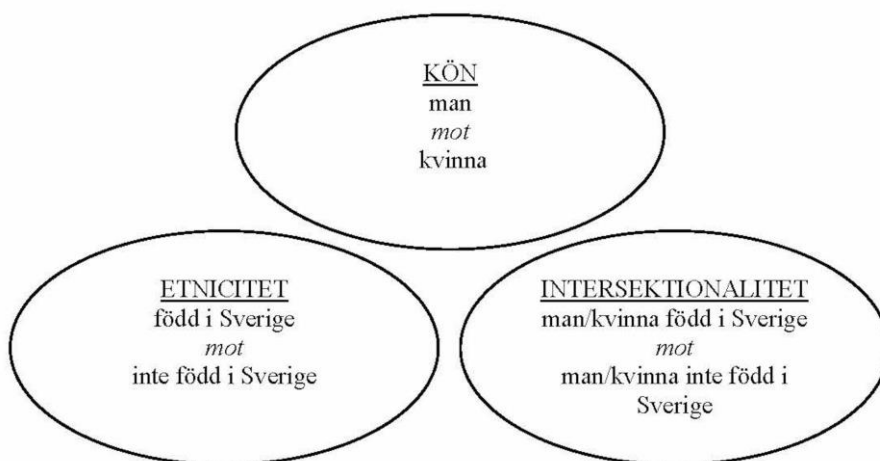 KÖN
man
mot
kvinna
ETNICITET
född i Sverige
mot
inte född i Sverige
INTERSEKTIONALITET
man/kvinna född i Sverige
mot
man/kvinna inte född i
Sverige